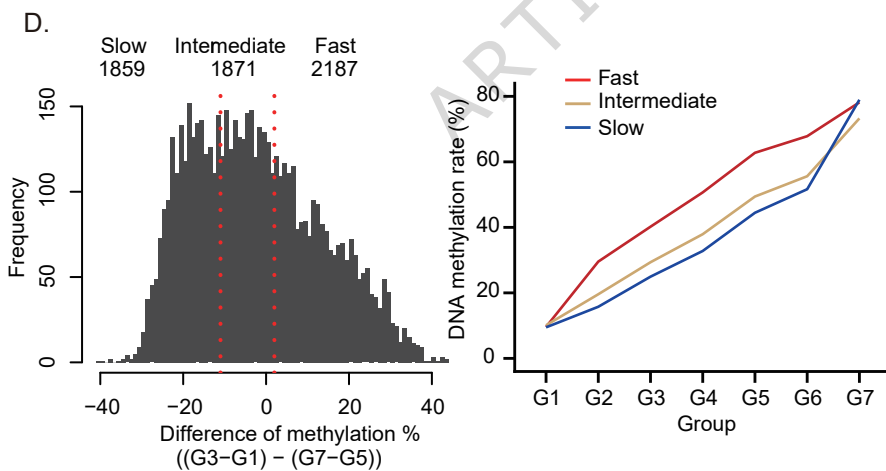 D.
Slow Intemediate Fast
1859 1871 2187
150
100
50
0
Frequency
−40 −20 0 20 40
Difference of methylation %
((G3−G1) − (G7−G5))
ARTI
Fast
Intermediate
Slow
80
60
40
20
0
DNA methylation rate (%)
G1 G2 G3 G4 G5 G6 G7
Group